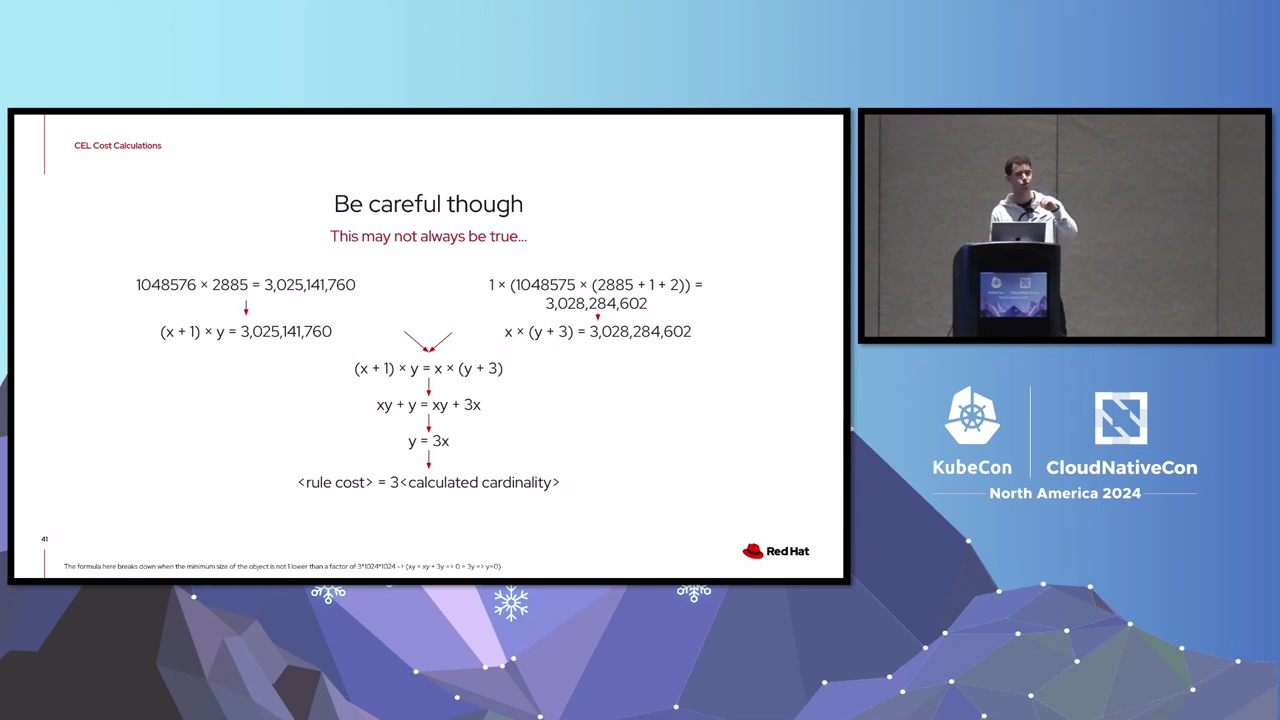 CEL Cost Calculations
Be careful though
This may not always be true...
1048576 × 2885 = 3,025,141,760
(x + 1) × y = 3,025,141,760
1 × (1048575 × (2885 + 1 + 2)) =
3,028,284,602
x × (y + 3) = 3,028,284,602
(x + 1) × y = x × (y + 3)
xy + y = xy + 3x
y = 3x
<rule cost> = 3<calculated cardinality>
41
Red Hat
The formula here breaks down when the minimum size of the object is not 1 lower than a factor of 3*1024*1024 -> (xy = xy + 3y => 0 = 3y => y=0)
KubeCon
CloudNativeCon
North America 2024